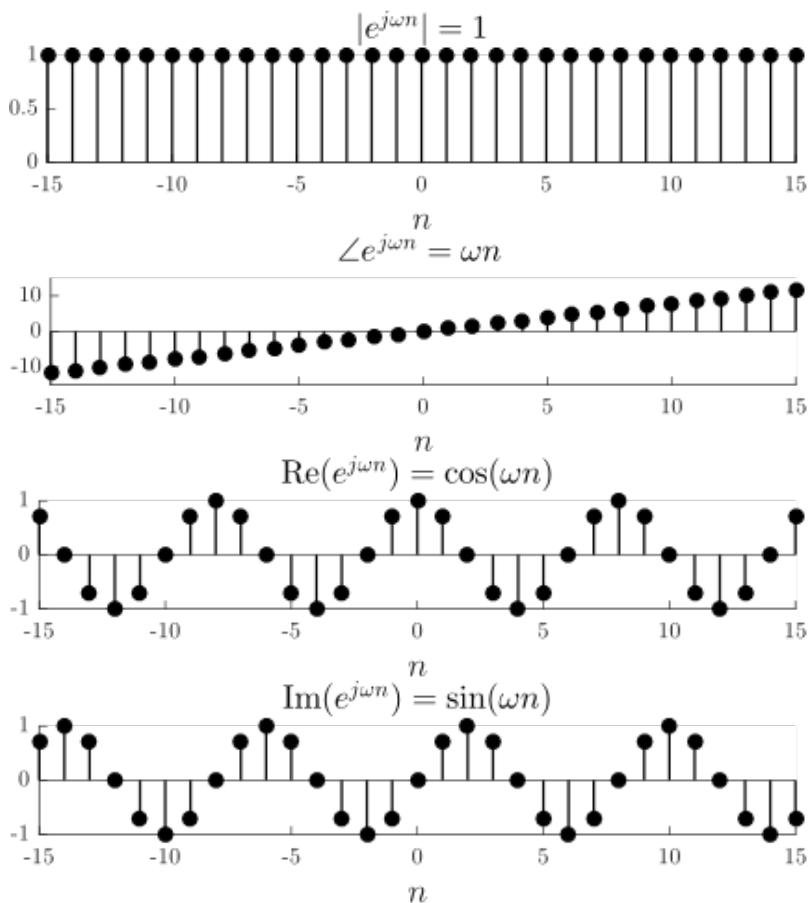 |e^{jωn}| = 1
1
0.5
0
-15 -10 -5 0 5 10 15
n
∠e^{jωn} = ωn
10
0
-10
-15 -10 -5 0 5 10 15
n
Re(e^{jωn}) = cos(ωn)
1
0
-1
-15 -10 -5 0 5 10 15
n
Im(e^{jωn}) = sin(ωn)
1
0
-1
-15 -10 -5 0 5 10 15
n